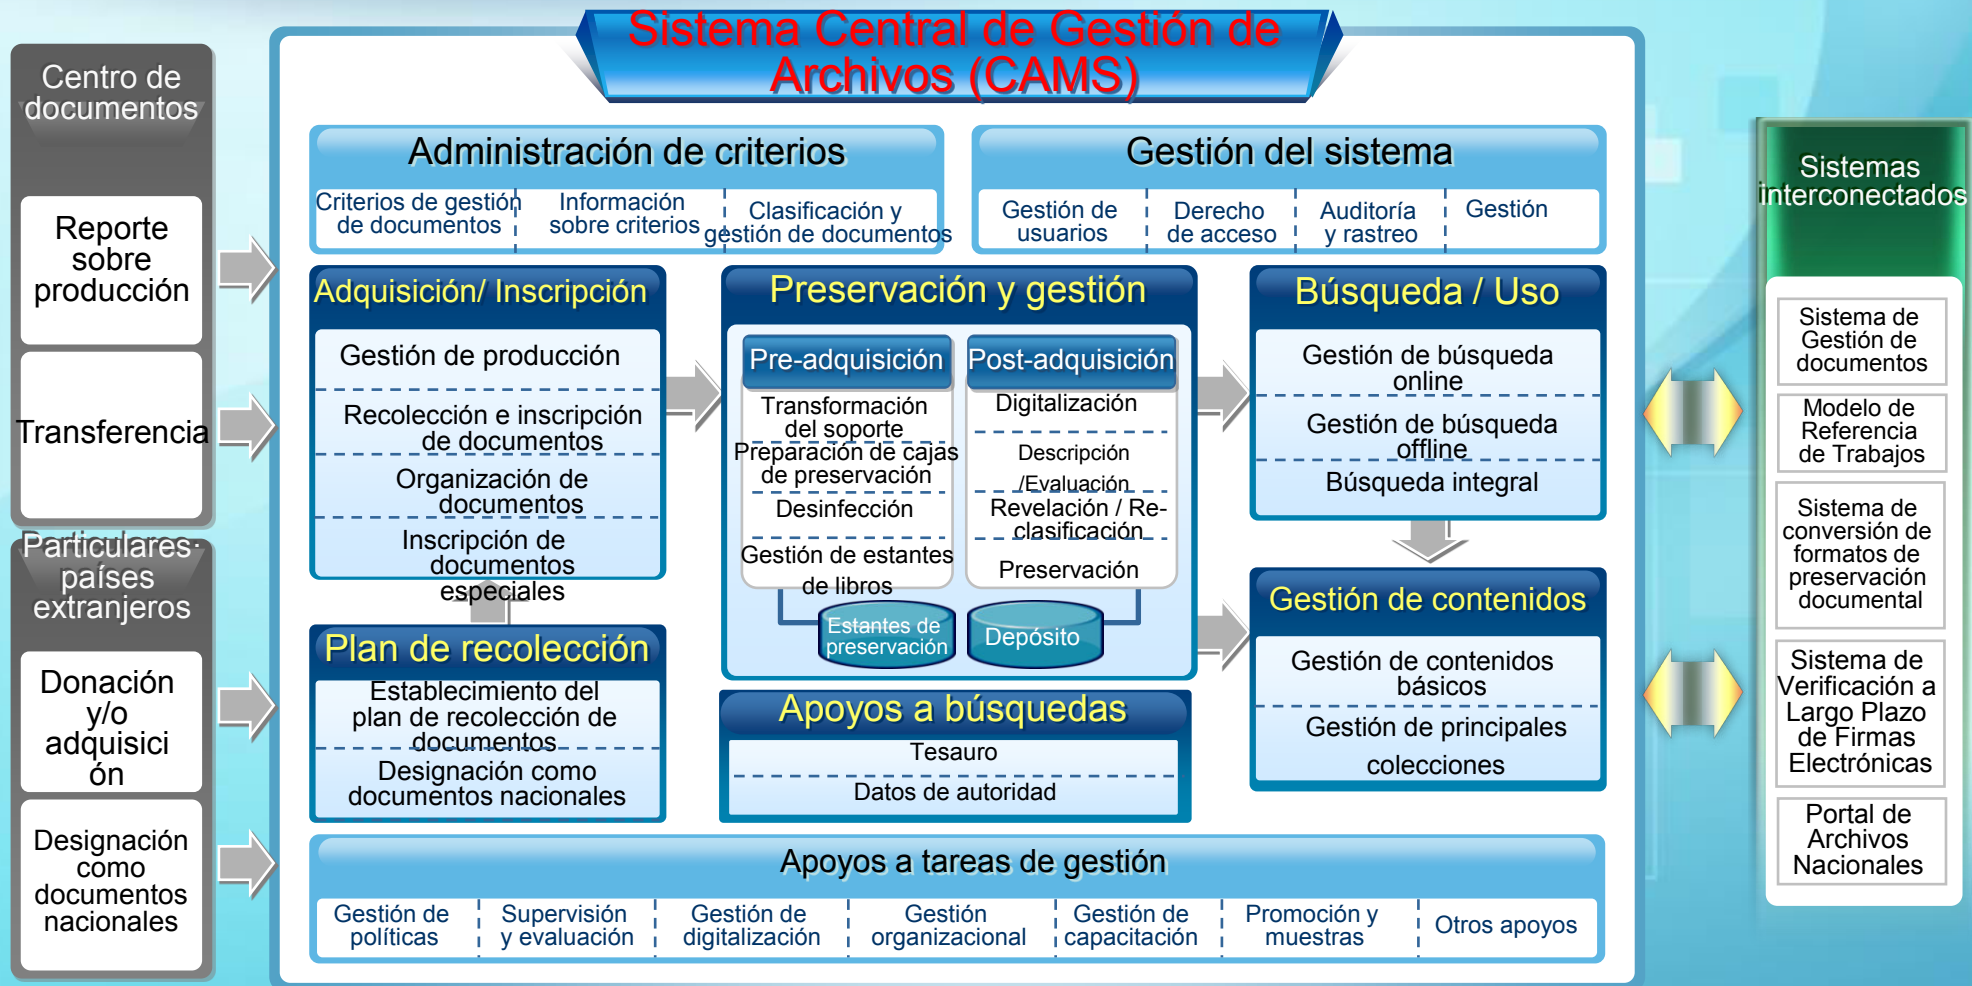 Sistema Central de Gestión de
Archivos (CAMS)
Centro de
documentos
Reporte
sobre
producción
Transferencia
Particulares·
países
extranjeros
Donación
y/o
adquisici
ón
Designación
como
documentos
nacionales
Administración de criterios
Criterios de gestión
de documentos
Información
sobre criterios
Clasificación y
gestión de documentos
Gestión del sistema
Gestión de
usuarios
Derecho
de acceso
Auditoría
y rastreo
Gestión
Adquisición/ Inscripción
Gestión de producción
Recolección e inscripción
de documentos
Organización de
documentos
Inscripción de
documentos
especiales
Plan de recolección
Establecimiento del
plan de recolección de
documentos
Designación como
documentos nacionales
Preservación y gestión
Pre-adquisición
Transformación
del soporte
Preparación de cajas
de preservación
Desinfección
Gestión de estantes
de libros
Post-adquisición
Digitalización
Descripción
/Evaluación
Revelación / Re-
clasificación
Preservación
Estantes de
preservación
Depósito
Apoyos a búsquedas
Tesauro
Datos de autoridad
Búsqueda / Uso
Gestión de búsqueda
online
Gestión de búsqueda
offline
Búsqueda integral
Gestión de contenidos
Gestión de contenidos
básicos
Gestión de principales
colecciones
Apoyos a tareas de gestión
Gestión de
políticas
Supervisión
y evaluación
Gestión de
digitalización
Gestión
organizacional
Gestión de
capacitación
Promoción y
muestras
Otros apoyos
Sistemas
interconectados
Sistema de
Gestión de
documentos
Modelo de
Referencia
de Trabajos
Sistema de
conversión de
formatos de
preservación
documental
Sistema de
Verificación a
Largo Plazo
de Firmas
Electrónicas
Portal de
Archivos
Nacionales